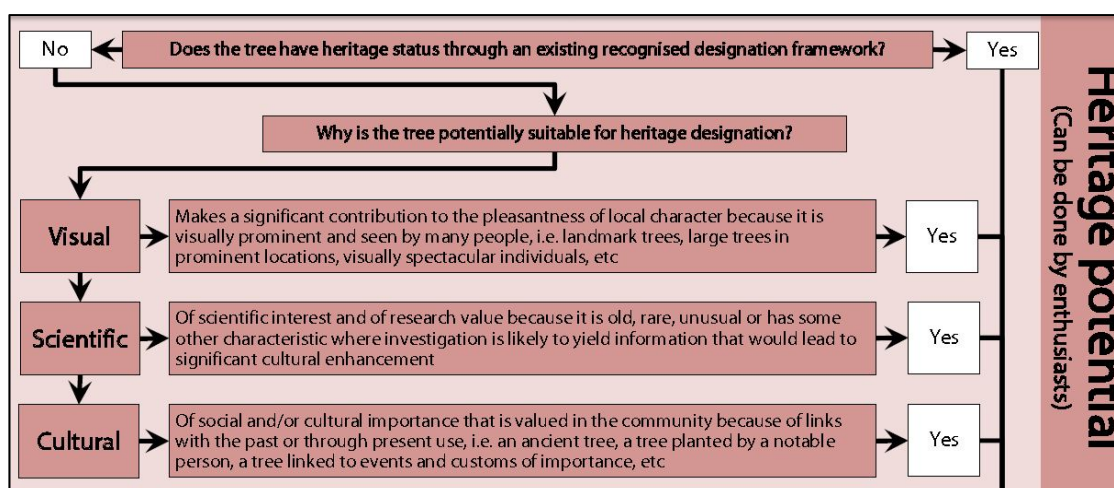 No
Does the tree have heritage status through an existing recognised designation framework?
Yes
Why is the tree potentially suitable for heritage designation?
Visual
Makes a significant contribution to the pleasantness of local character because it is
visually prominent and seen by many people, i.e. landmark trees, large trees in
prominent locations, visually spectacular individuals, etc
Yes
Scientific
Of scientific interest and of research value because it is old, rare, unusual or has some
other characteristic where investigation is likely to yield information that would lead to
significant cultural enhancement
Yes
Cultural
Of social and/or cultural importance that is valued in the community because of links
with the past or through present use, i.e. an ancient tree, a tree planted by a notable
person, a tree linked to events and customs of importance, etc
Yes
Heritage potential
(Can be done by enthusiasts)